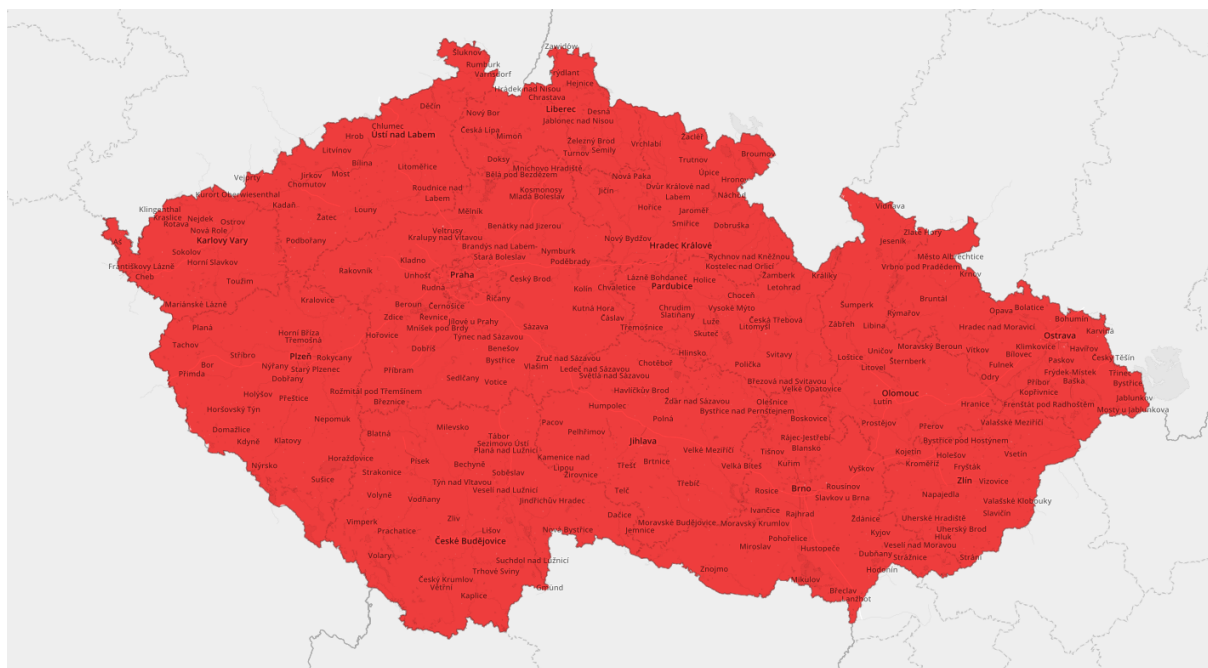 Šluknov
Zawidów
Rumburk
Varnsdorf
Frýdlant
Hejnice
Hrádek nad Nisou
Chrastava
Děčín
Nový Bor
Liberec
Desná
Jablonec nad Nisou
Chlumec
Ústí nad Labem
Hrob
Česká Lípa
Mimoň
Železný Brod
Semily
Turnov
Vrchlabí
Žacléř
Litvínov
Bílina
Most
Litoměřice
Doksy
Mnichovo Hradiště
Bělá pod Bezdězem
Trutnov
Broumov
Úpice
Hronov
Vejprty
Jirkov
Chomutov
Kurort Oberwiesenthal
Kadaň
Roudnice nad
Labem
Kosmonosy
Mladá Boleslav
Nová Paka
Jičín
Dvůr Králové nad
Labem
Náchod
Klingenthal
Kraslice
Rotava
Nejdek
Ostrov
Nová Role
Karlovy Vary
Žatec
Louny
Mělník
Hořice
Jaroměř
Smiřice
Dobruška
Vidnava
Aš
Sokolov
Horní Slavkov
Podbořany
Veltrusy
Kralupy nad Vltavou
Benátky nad Jizerou
Brandýs nad Labem-
Stará Boleslav
Nymburk
Poděbrady
Nový Bydžov
Hradec Králové
Rychnov nad Kněžnou
Kostelec nad Orlicí
Zlaté Hory
Jeseník
Město Albrechtice
Vrbno pod Pradědem
Krnov
Františkovy Lázně
Cheb
Toužim
Rakovník
Kladno
Unhošť
Praha
Rudná
Český Brod
Kolín
Lázně Bohdaneč
Chvaletice
Pardubice
Holice
Žamberk
Letohrad
Králíky
Mariánské Lázně
Kralovice
Beroun
Černošice
Řevnice
Říčany
Zdice
Jílové u Prahy
Mníšek pod Brdy
Týnec nad Sázavou
Kutná Hora
Čáslav
Třemošnice
Chrudim
Slatiňany
Choceň
Vysoké Mýto
Luže
Skuteč
Česká Třebová
Litomyšl
Šumperk
Bruntál
Rýmařov
Zábřeh
Libina
Opava
Bolatice
Bohumín
Hradec nad Moravicí
Ostrava
Karviná
Planá
Horní Bříza
Třemošná
Hořovice
Sázava
Tachov
Stříbro
Plzeň
Rokycany
Dobříš
Benešov
Bystřice
Vlašim
Zruč nad Sázavou
Ledeč nad Sázavou
Světlá nad Sázavou
Chotěboř
Hlinsko
Polička
Svitavy
Loštice
Uničov
Litovel
Šternberk
Moravský Beroun
Vítkov
Klimkovice
Bílovec
Fulnek
Havířov
Paskov
Český Těšín
Bor
Přimda
Nýřany
Starý Plzenec
Dobřany
Příbram
Rožmitál pod Třemšínem
Sedlčany
Votice
Březová nad Svitavou
Velké Opatovice
Odry
Příbor
Frýdek-Místek
Baška
Třinec
Bystřice
Kopřivnice
Holýšov
Přeštice
Březnice
Havlíčkův Brod
Humpolec
Žďár nad Sázavou
Olešnice
Bystřice nad Pernštejnem
Lutín
Olomouc
Hranice
Frenštát pod Radhoštěm
Jablunkov
Mosty u Jablunkova
Horšovský Týn
Nepomuk
Domažlice
Kdyně
Klatovy
Blatná
Milevsko
Pacov
Pelhřimov
Polná
Jihlava
Boskovice
Prostějov
Přerov
Valašské Meziříčí
Tábor
Sezimovo Ústí
Planá nad Lužnicí
Rájec-Jestřebí
Blansko
Tišnov
Bystřice pod Hostýnem
Kojetín
Holešov
Vsetín
Horažďovice
Nýrsko
Strakonice
Písek
Bechyně
Soběslav
Kamenice nad
Lipou
Žirovnice
Třešť
Brtnice
Velké Meziříčí
Velká Bíteš
Kuřim
Vyškov
Kroměříž
Fryšták
Sušice
Volyně
Vodňany
Týn nad Vltavou
Veselí nad Lužnicí
Jindřichův Hradec
Telč
Třebíč
Rosice
Brno
Rousínov
Slavkov u Brna
Zlín
Vizovice
Napajedla
Valašské Klobouky
Slavičín
Vimperk
Prachatice
Zliv
Lišov
Nová Bystřice
Dačice
Jemnice
Moravské Budějovice
Moravský Krumlov
Ivančice
Rajhrad
Ždánice
Kyjov
Uherské Hradiště
Uherský Brod
Hluk
České Budějovice
Volary
Suchdol nad Lužnicí
Trhové Sviny
Gmünd
Český Krumlov
Větřní
Kaplice
Znojmo
Miroslav
Pohořelice
Hustopeče
Dubňany
Veselí nad Moravou
Strážnice
Strání
Hodonín
Mikulov
Břeclav
Lanžhot